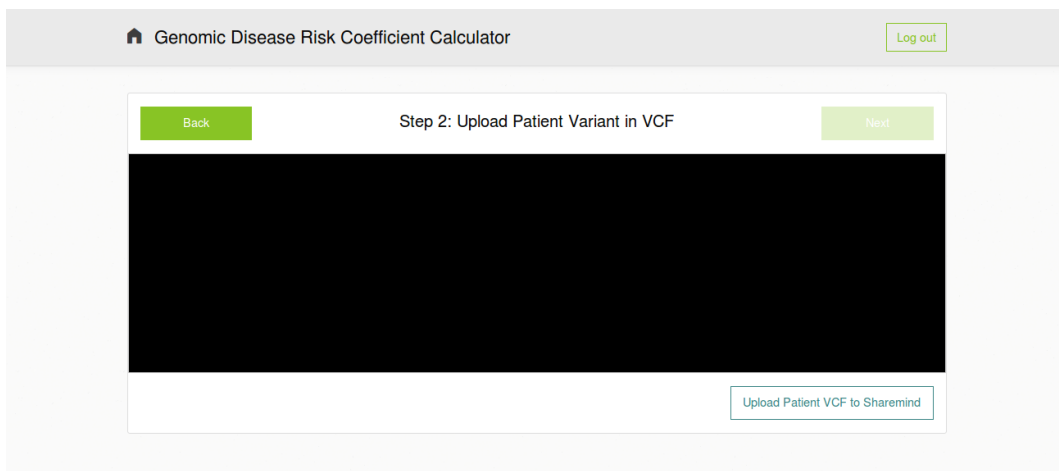 Genomic Disease Risk Coefficient Calculator
Log out
Back
Step 2: Upload Patient Variant in VCF
Next
Upload Patient VCF to Sharemind